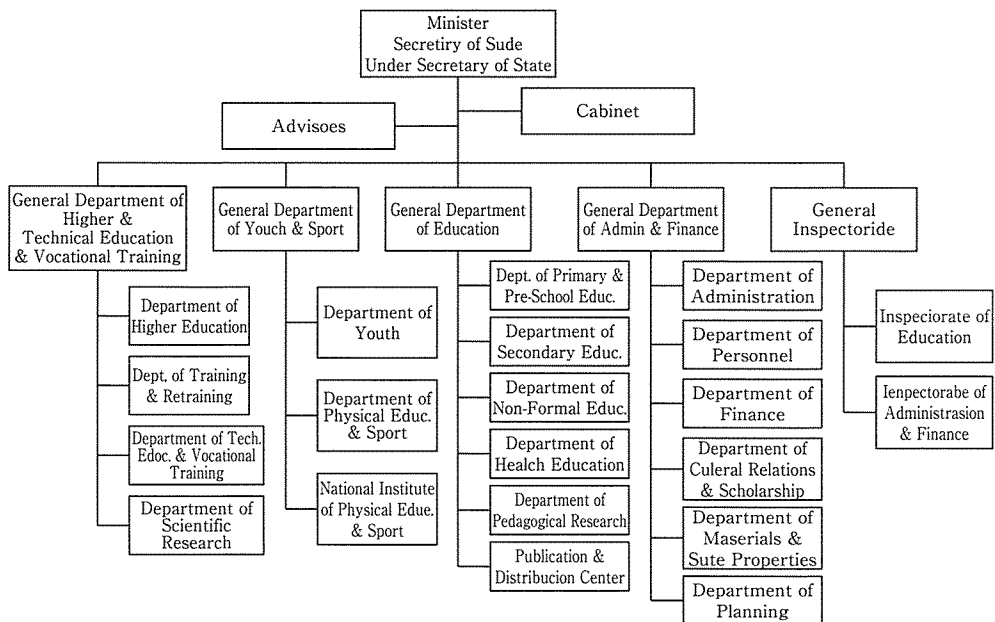 Minister
Secretiry of Sude
Under Secretary of State
Cabinet
Advisoes
General Department of
Higher &
Technical Education
& Vocational Training
General Department
of Youch & Sport
General Department
of Education
General Department
of Admin & Finance
General
Inspectoride
Department of
Higher Education
Dept. of Training
& Retraining
Department of Tech.
Edoc. & Vocational
Training
Department of
Scientific
Research
Department of
Youth
Department of
Physical Educ.
& Sport
National Institute
of Physical Edue.
& Sport
Dept. of Primary &
Pre-School Educ.
Department of
Secondary Educ.
Department of
Non-Formal Educ.
Department of
Healch Education
Department of
Pedagogical Research
Publication &
Distribucion Center
Department of
Administration
Department of
Personnel
Department of
Finance
Department of
Culeral Relations
& Scholarship
Department of
Maserials &
Sute Properties
Department of
Planning
Inspeciorate of
Education
Ienpectorabe of
Administrasion
& Finance